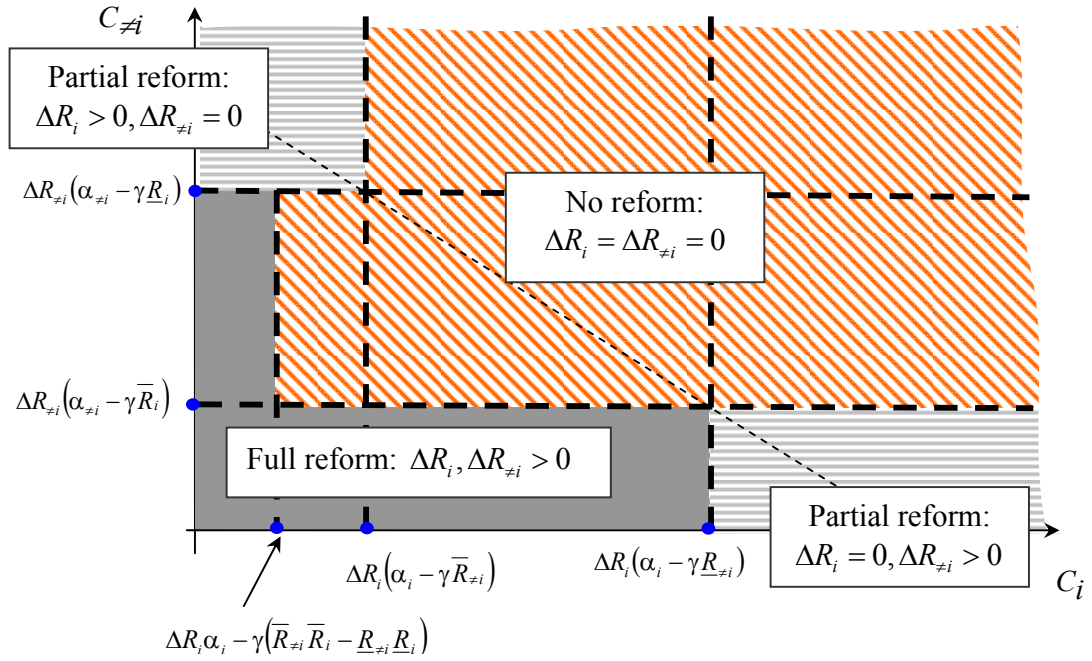 C≠i
Partial reform:
ΔR_i > 0, ΔR_≠i = 0
ΔR_≠i(α_≠i − γR̲_i)
No reform:
ΔR_i = ΔR_≠i = 0
ΔR_≠i(α_≠i − γR̅_i)
Full reform: ΔR_i, ΔR_≠i > 0
Partial reform:
ΔR_i = 0, ΔR_≠i > 0
ΔR_i(α_i − γR̅_≠i)
ΔR_i(α_i − γR̲_≠i)
C_i
ΔR_iα_i − γ(R̅_≠i R̅_i − R̲_≠i R̲_i)